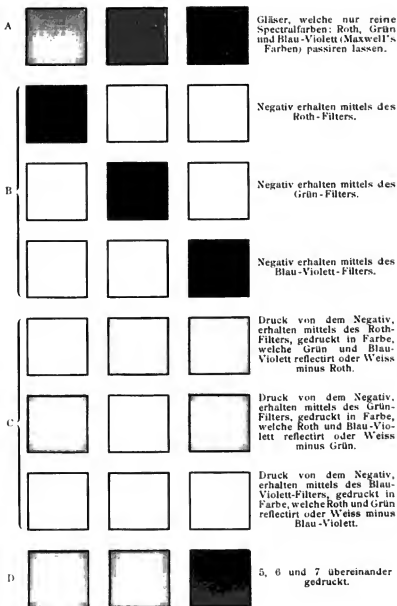 A
Gläser, welche nur reine
Spectralfarben: Roth, Grün
und Blau-Violett (Maxwell's
Farben) passiren lassen.
B
Negativ erhalten mittels des
Roth-Filters.
Negativ erhalten mittels des
Grün-Filters.
Negativ erhalten mittels des
Blau-Violett-Filters.
C
Druck von dem Negativ,
erhalten mittels des Roth-
Filters, gedruckt in Farbe,
welche Grün und Blau-
Violett reflectirt oder Weiss
minus Roth.
Druck von dem Negativ,
erhalten mittels des Grün-
Filters, gedruckt in Farbe,
welche Roth und Blau-Vio-
lett reflectirt oder Weiss
minus Grün.
Druck von dem Negativ,
erhalten mittels des Blau-
Violett-Filters, gedruckt in
Farbe, welche Roth und Grün
reflectirt oder Weiss minus
Blau-Violett.
D
5, 6 und 7 übereinander
gedruckt.